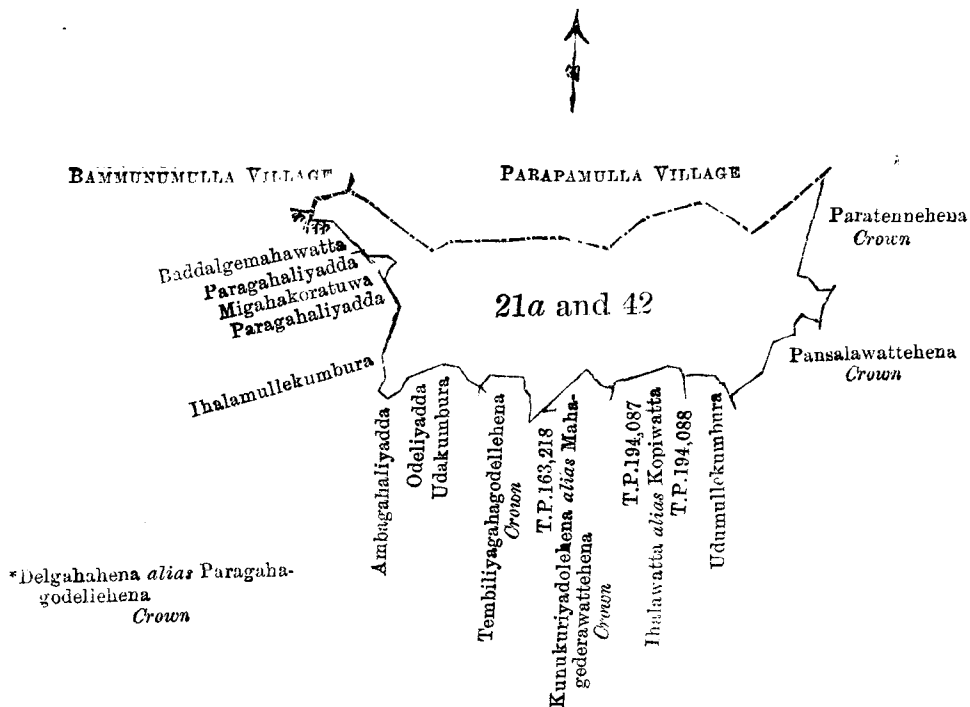 BAMMUNUMULLA VILLAGE
PARAPAMULLA VILLAGE
Paratennehena
Crown
Baddalgemahawatta
Paragahaliyadda
Migahakoratuwa
Paragahaliyadda
21a and 42
Pansalawattehena
Crown
Ihalamullekumbura
Ambagahaliyadda
Odeliyadda
Udakumbura
Tembiliyagahagodellehena
Crown
T.P.163,218
Kunukuriyadolehena alias Maha-
gederawattehena
Crown
T.P.194,087
Ihalawatta alias Kopiwatta
T.P.194,088
Udumullekumbura
*Delgahahena alias Paragaha-
godellehena
Crown